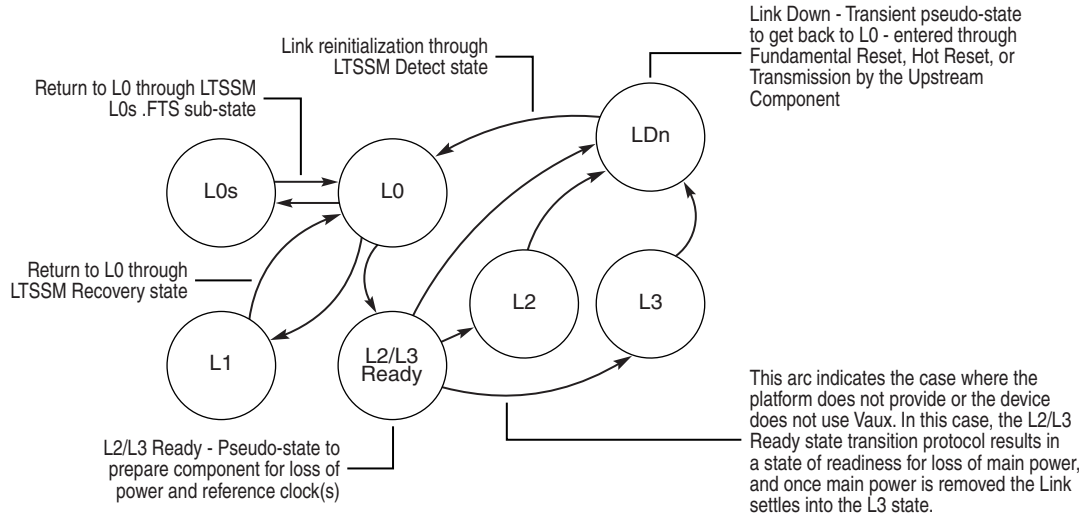 Link Down - Transient pseudo-state
to get back to L0 - entered through
Fundamental Reset, Hot Reset, or
Transmission by the Upstream
Component
Link reinitialization through
LTSSM Detect state
Return to L0 through LTSSM
L0s .FTS sub-state
LDn
L0s
L0
Return to L0 through
LTSSM Recovery state
L2
L3
L1
L2/L3
Ready
This arc indicates the case where the
platform does not provide or the device
does not use Vaux. In this case, the L2/L3
Ready state transition protocol results in
a state of readiness for loss of main power,
and once main power is removed the Link
settles into the L3 state.
L2/L3 Ready - Pseudo-state to
prepare component for loss of
power and reference clock(s)